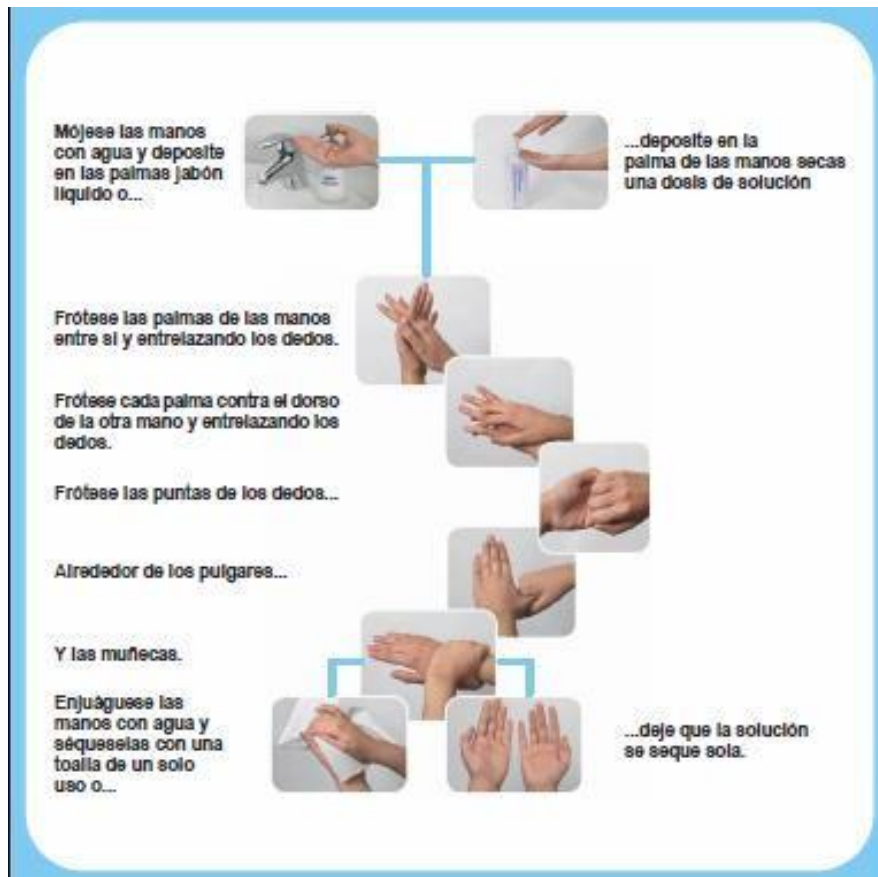 Mójese las manos
con agua y deposite
en las palmas jabón
líquido o...
...deposite en la
palma de las manos secas
una dosis de solución
Frótese las palmas de las manos
entre si y entrelazando los dedos.
Frótese cada palma contra el dorso
de la otra mano y entrelazando los
dedos.
Frótese las puntas de los dedos...
Alrededor de los pulgares...
Y las muñecas.
Enjuáguese las
manos con agua y
séqueselas con una
toalla de un solo
uso o...
...deje que la solución
se seque sola.